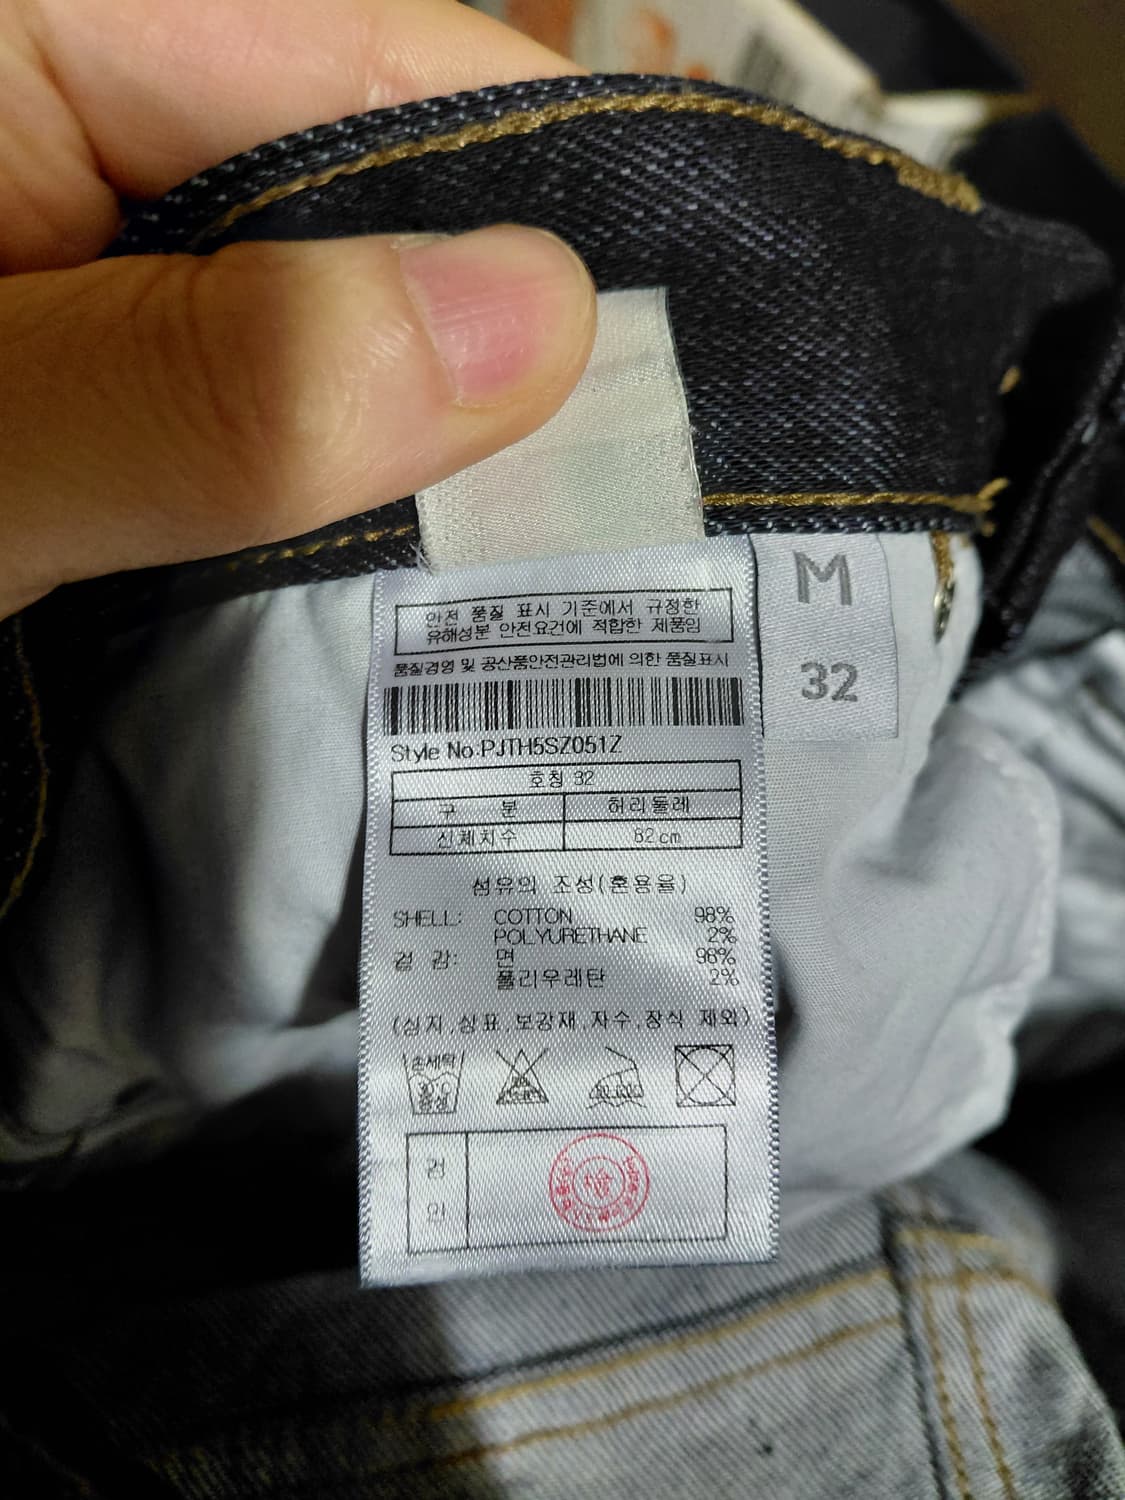 안전 품질 표시 기준에서 규정한
유해성분 안전요건에 적합한 제품임
품질경영 및 공산품안전관리법에 의한 품질표시
Style No.PJTH5SZ051Z
호칭 32
구 분 허리둘레
신체치수 82cm
섬유의 조성(혼용율)
SHELL: COTTON 98%
POLYURETHANE 2%
겉 감: 면 98%
폴리우레탄 2%
(심지,상표,보강재,자수,장식 제외)
손세탁
검
인
M
32